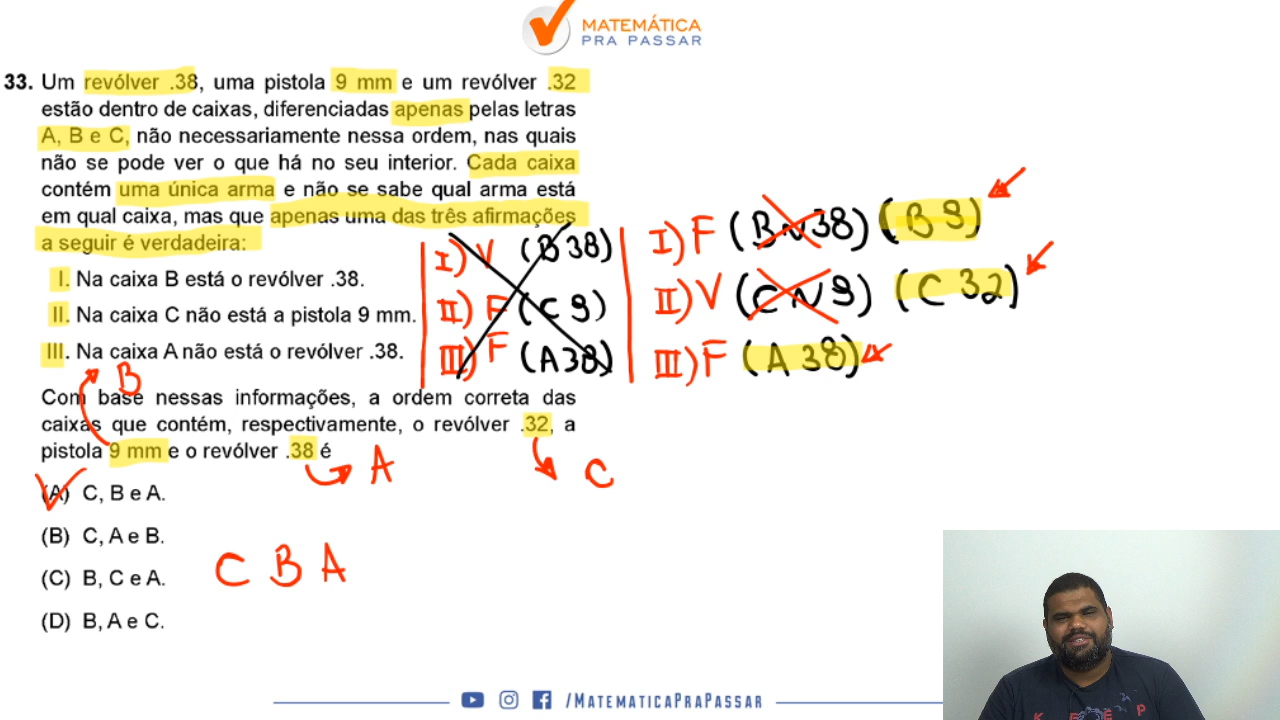 MATEMÁTICA
PRA PASSAR
33. Um revólver .38, uma pistola 9 mm e um revólver .32
estão dentro de caixas, diferenciadas apenas pelas letras
A, B e C, não necessariamente nessa ordem, nas quais
não se pode ver o que há no seu interior. Cada caixa
contém uma única arma e não se sabe qual arma está
em qual caixa, mas que apenas uma das três afirmações
a seguir é verdadeira:
I. Na caixa B está o revólver .38.
II. Na caixa C não está a pistola 9 mm.
III. Na caixa A não está o revólver .38.
B
Com base nessas informações, a ordem correta das
caixas que contém, respectivamente, o revólver .32, a
pistola 9 mm e o revólver .38 é
A
C
(A) C, B e A.
(B) C, A e B.
(C) B, C e A.
(D) B, A e C.
C B A
I) V (B 38)
II) F (C 9)
III) F (A 38)
I) F (B N 38) (B 9)
II) V (C N 9) (C 32)
III) F (A 38)
K E E P
/MATEMATICAPRAPASSAR